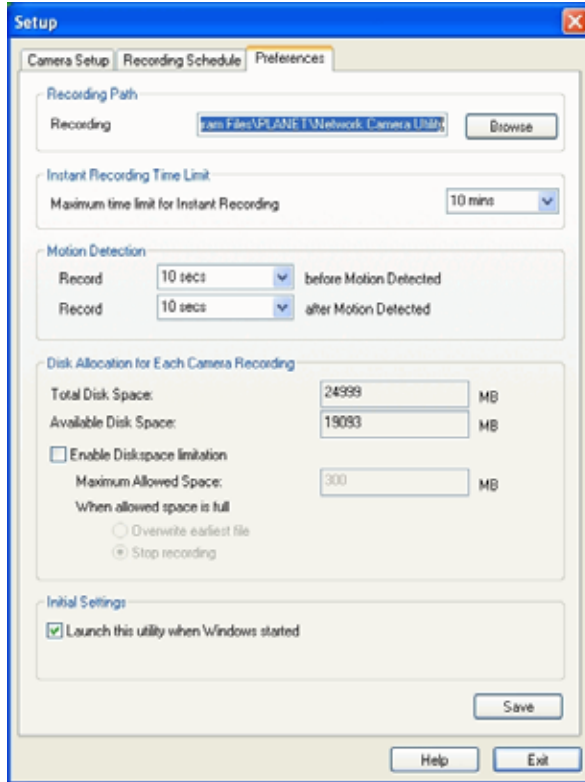 Setup
Camera Setup Recording Schedule Preferences
Recording Path
Recording ram Files\PLANET\Network Camera Utility Browse
Instant Recording Time Limit
Maximum time limit for Instant Recording 10 mins
Motion Detection
Record 10 secs before Motion Detected
Record 10 secs after Motion Detected
Disk Allocation for Each Camera Recording
Total Disk Space: 24999 MB
Available Disk Space: 19093 MB
Enable Diskspace limitation
Maximum Allowed Space: 300 MB
When allowed space is full
Overwrite earliest file
Stop recording
Initial Settings
Launch this utility when Windows started
Save
Help Exit